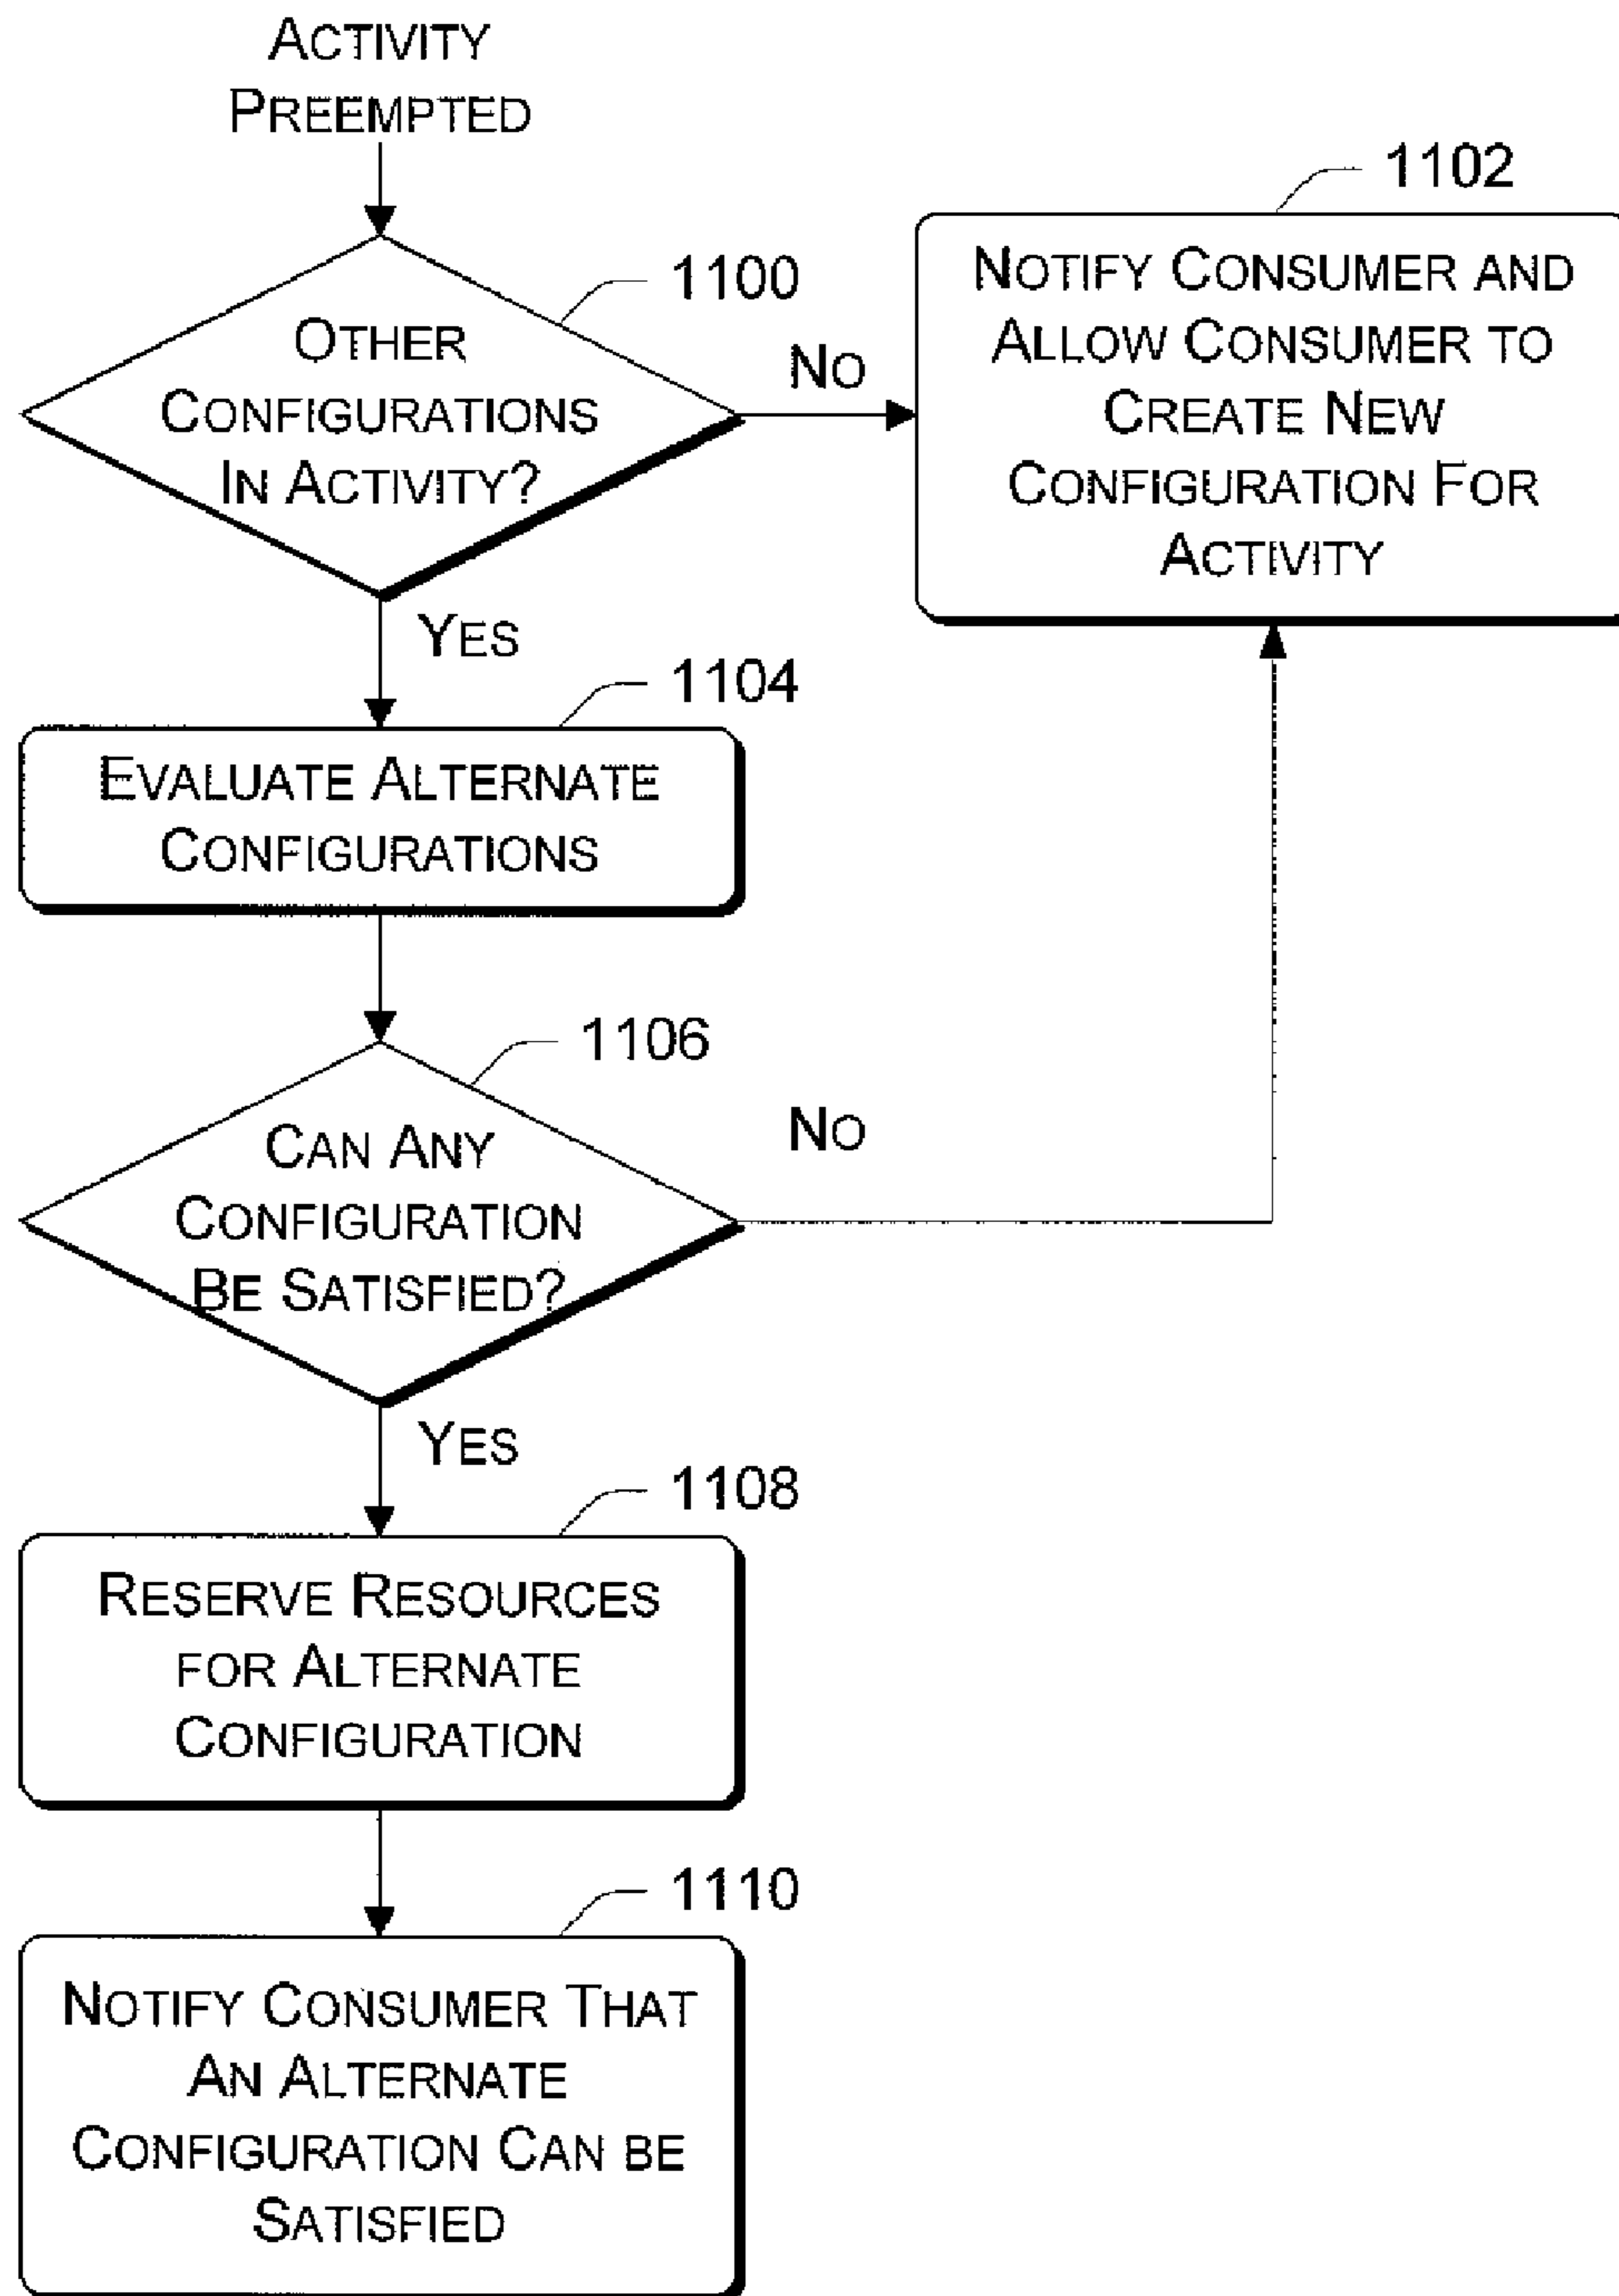 ACTIVITY
PREEMPTED
1100
OTHER
CONFIGURATIONS
IN ACTIVITY?
NO
1102
NOTIFY CONSUMER AND
ALLOW CONSUMER TO
CREATE NEW
CONFIGURATION FOR
ACTIVITY
YES
1104
EVALUATE ALTERNATE
CONFIGURATIONS
1106
CAN ANY
CONFIGURATION
BE SATISFIED?
NO
YES
1108
RESERVE RESOURCES
FOR ALTERNATE
CONFIGURATION
1110
NOTIFY CONSUMER THAT
AN ALTERNATE
CONFIGURATION CAN BE
SATISFIED